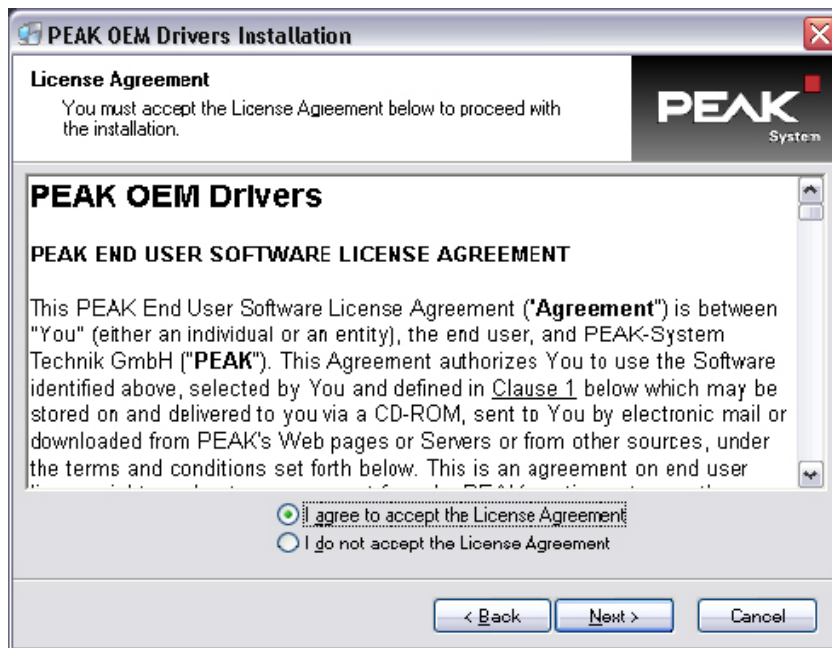 PEAK OEM Drivers Installation
License Agreement
You must accept the License Agreement below to proceed with
the installation.
PEAK
System
PEAK OEM Drivers
PEAK END USER SOFTWARE LICENSE AGREEMENT
This PEAK End User Software License Agreement ("Agreement") is between
"You" (either an individual or an entity), the end user, and PEAK-System
Technik GmbH ("PEAK"). This Agreement authorizes You to use the Software
identified above, selected by You and defined in Clause 1 below which may be
stored on and delivered to you via a CD-ROM, sent to You by electronic mail or
downloaded from PEAK's Web pages or Servers or from other sources, under
the terms and conditions set forth below. This is an agreement on end user
I agree to accept the License Agreement
I do not accept the License Agreement
< Back
Next >
Cancel